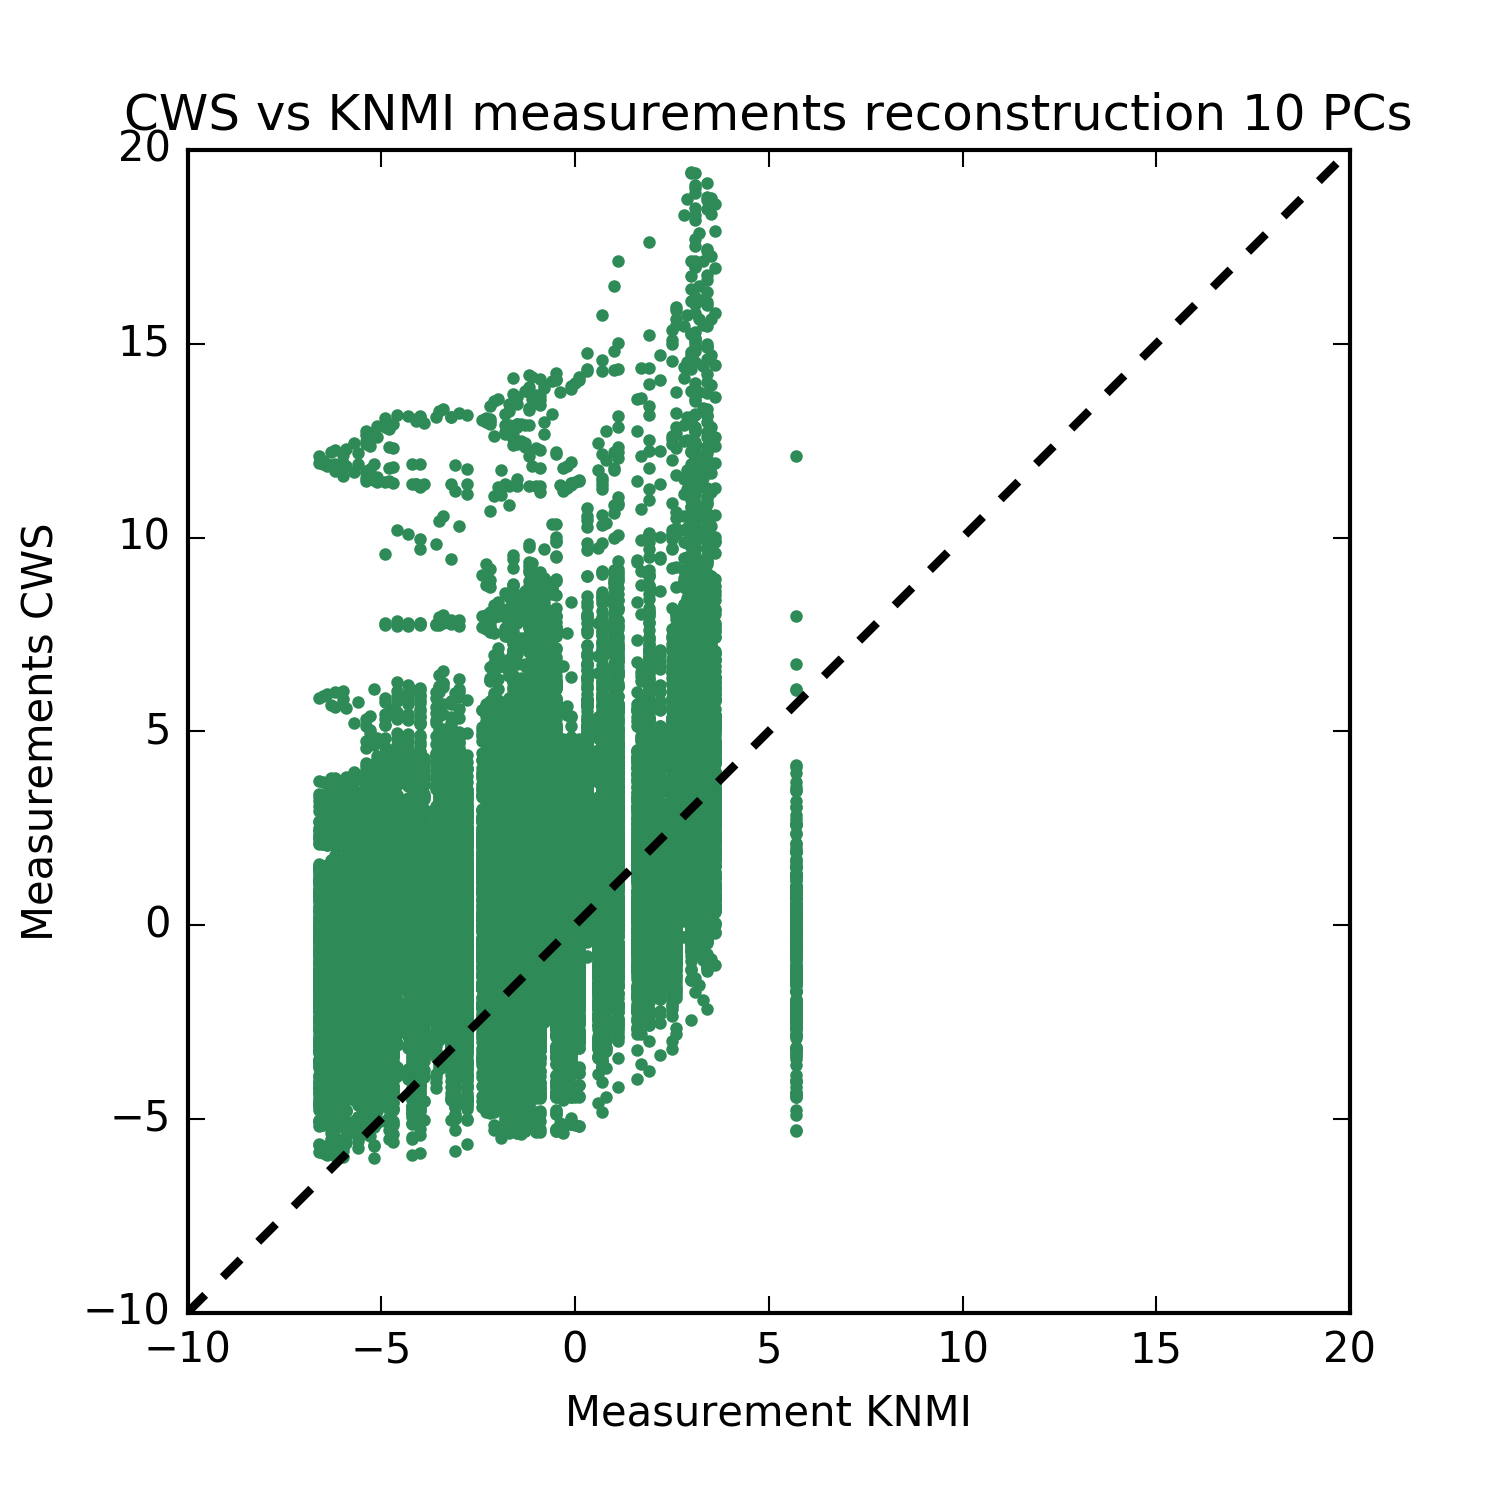 CWS vs KNMI measurements reconstruction 10 PCs
20
15
10
5
0
−5
−10
Measurements CWS
−10 −5 0 5 10 15 20
Measurement KNMI